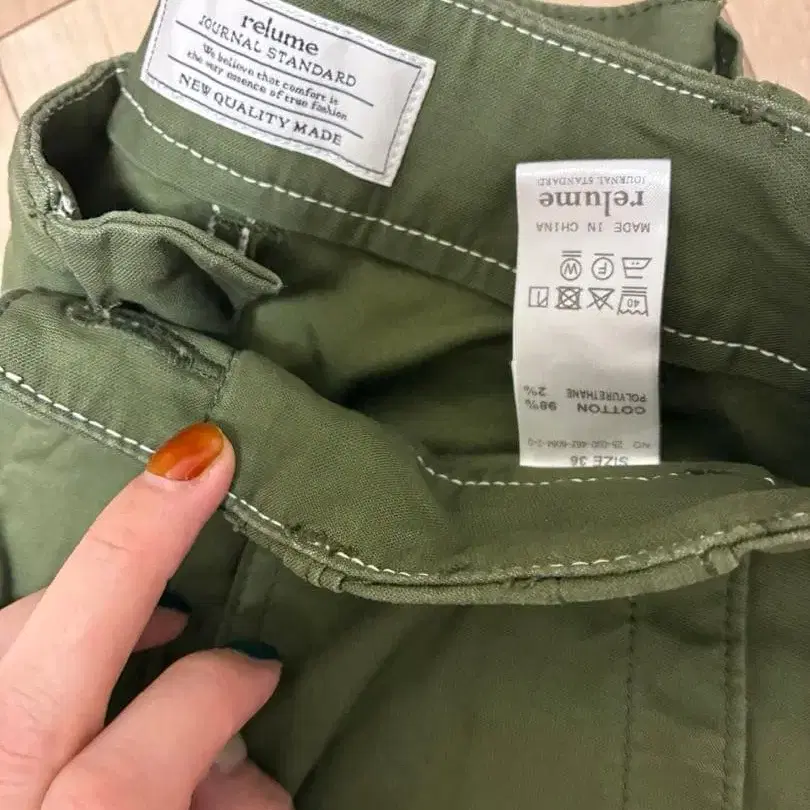 relume
JOURNAL STANDARD
We believe that comfort is
the very essence of true fashion
NEW QUALITY MADE
SIZE 36
COTTON 98%
POLYURETHANE 2%
40
F
W
MADE IN CHINA
relume
JOURNAL STANDARD